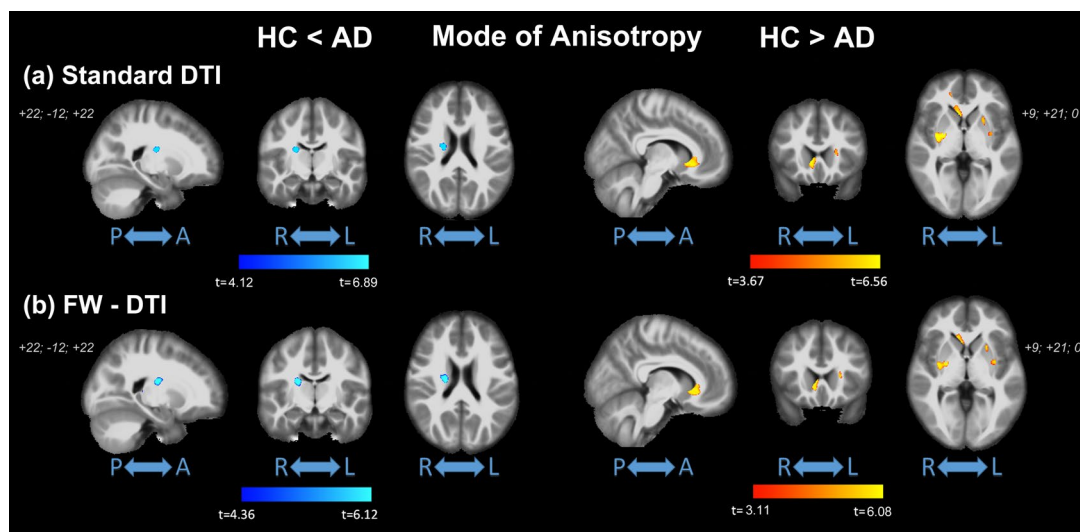 HC < AD
Mode of Anisotropy
HC > AD
(a) Standard DTI
+22; -12; +22
+9; +21; 0
P A
R L
R L
P A
R L
R L
t=4.12 t=6.89
t=3.67 t=6.56
(b) FW - DTI
+22; -12; +22
+9; +21; 0
P A
R L
R L
P A
R L
R L
t=4.36 t=6.12
t=3.11 t=6.08